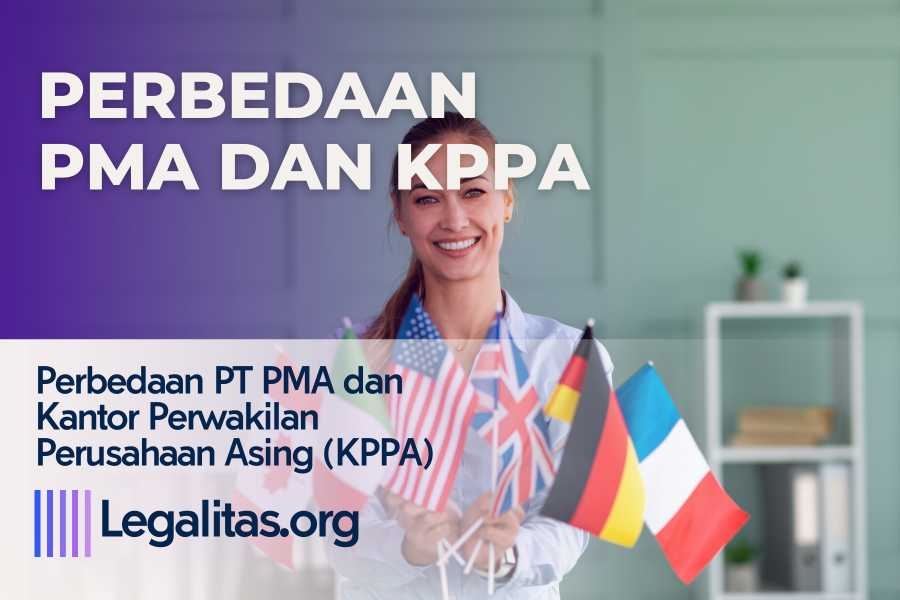 PERBEDAAN
PMA DAN KPPA
Perbedaan PT PMA dan
Kantor Perwakilan
Perusahaan Asing (KPPA)
Legalitas.org